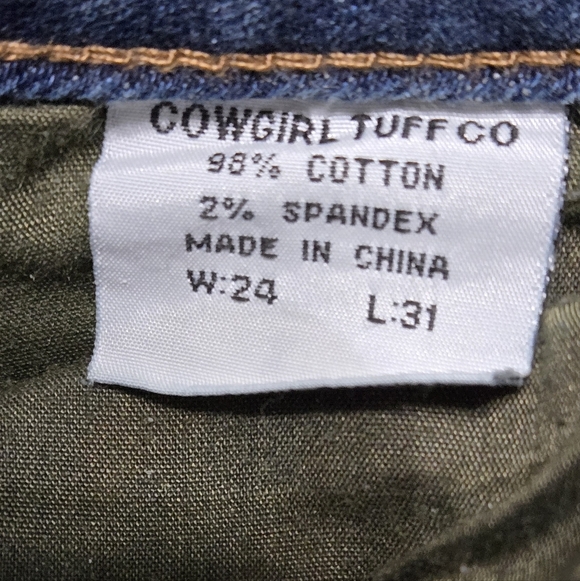 COWGIRL TUFF CO
98% COTTON
2% SPANDEX
MADE IN CHINA
W:24 L:31